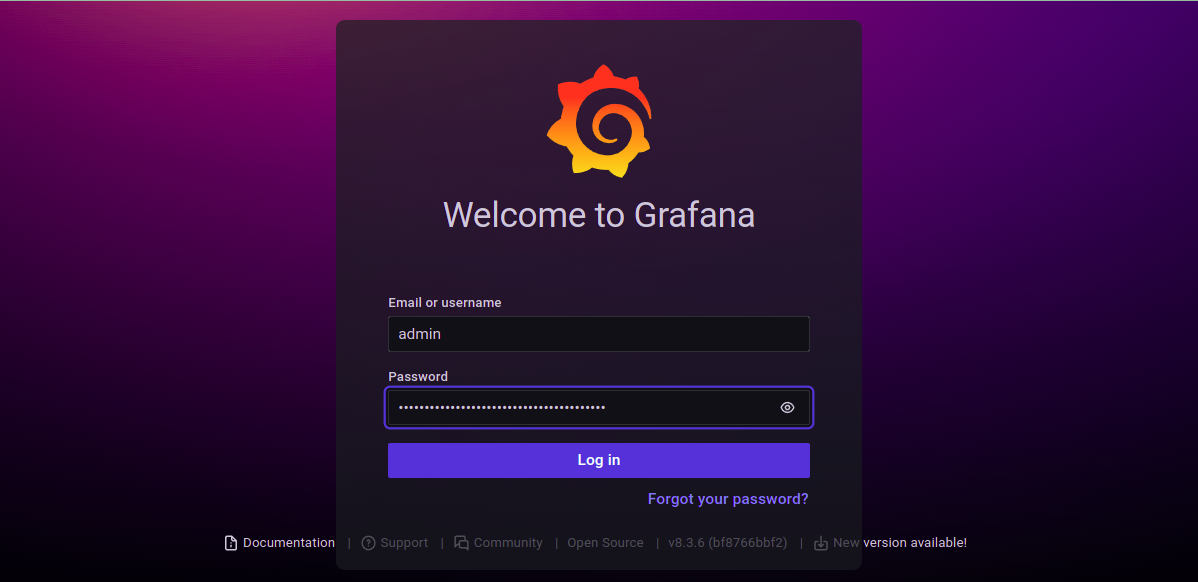 Welcome to Grafana
Email or username
admin
Password
••••••••••••••••••••••••••••••••••••••••
Log in
Forgot your password?
Documentation | Support | Community | Open Source | v8.3.6 (bf8766bbf2) | New version available!